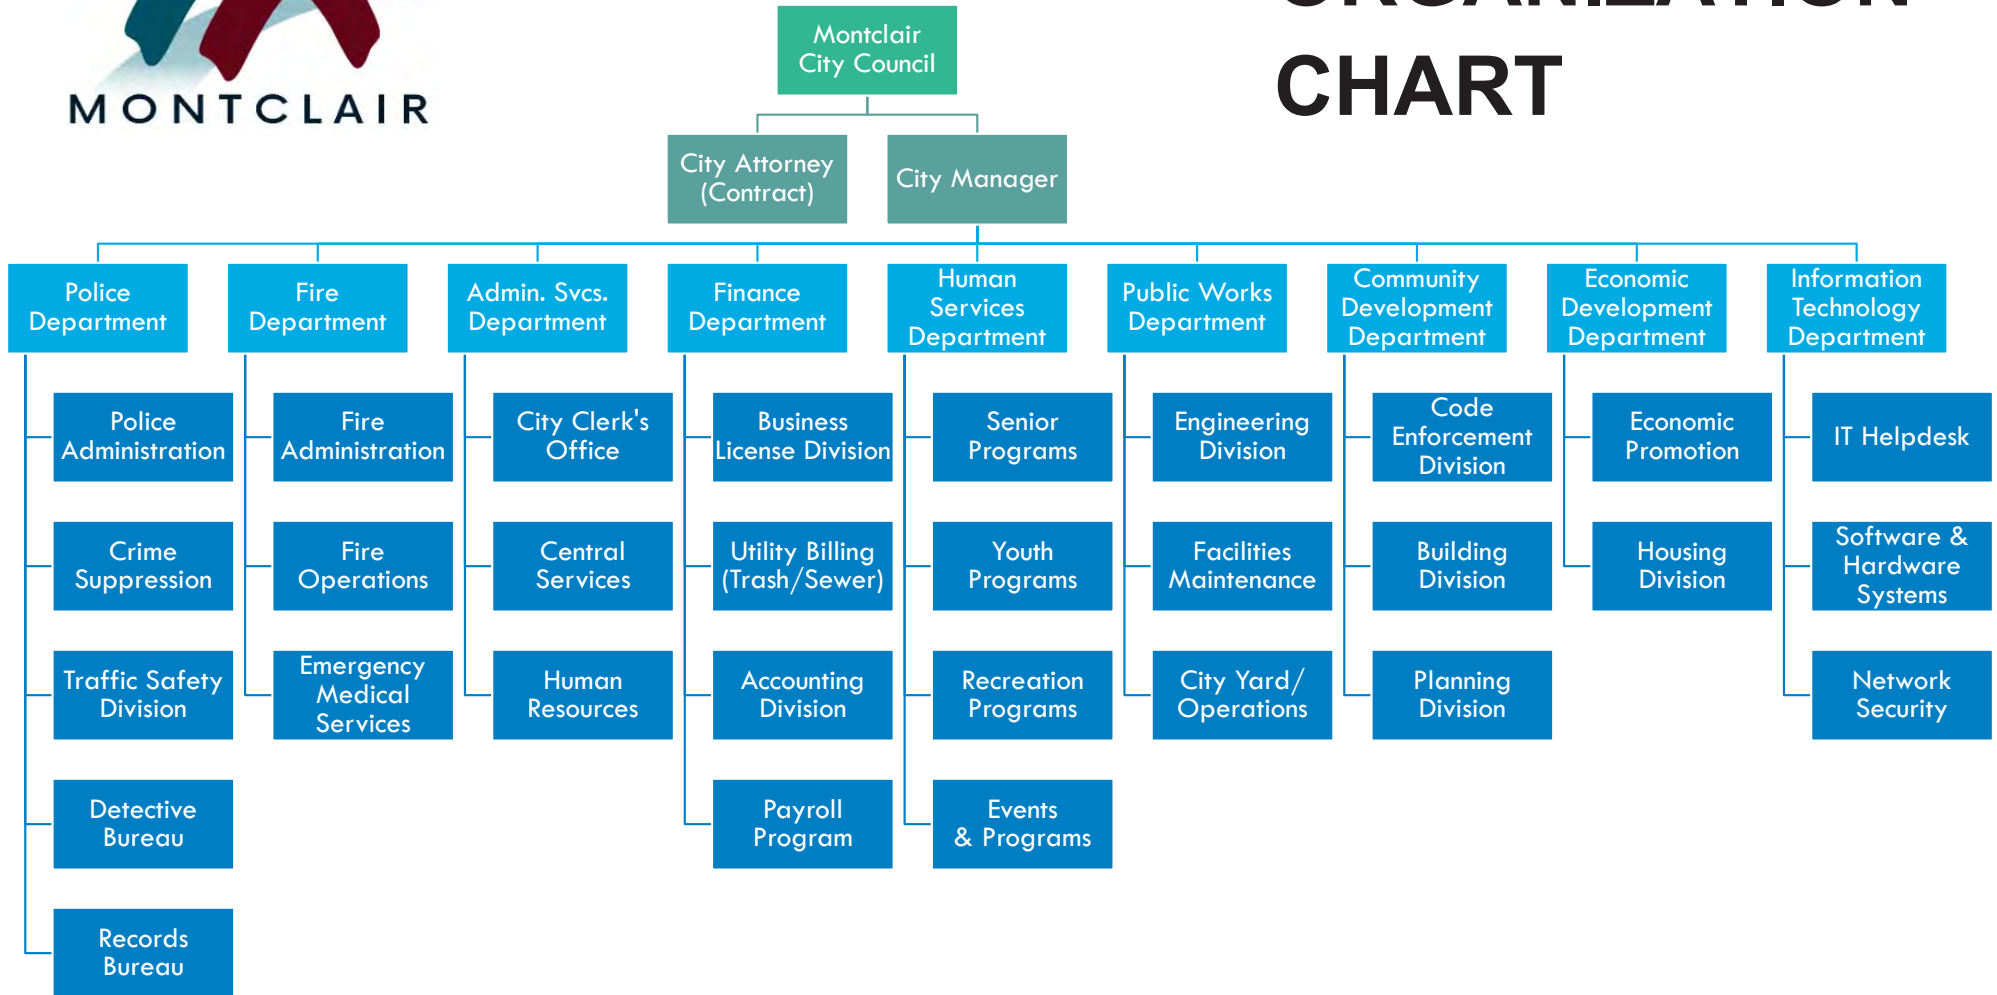 ORGANIZATION
CHART
MONTCLAIR
Montclair
City Council
City Attorney
(Contract)
City Manager
Police
Department
Fire
Department
Admin. Svcs.
Department
Finance
Department
Human
Services
Department
Public Works
Department
Community
Development
Department
Economic
Development
Department
Information
Technology
Department
Police
Administration
Fire
Administration
City Clerk's
Office
Business
License Division
Senior
Programs
Engineering
Division
Code
Enforcement
Division
Economic
Promotion
IT Helpdesk
Crime
Suppression
Fire
Operations
Central
Services
Utility Billing
(Trash/Sewer)
Youth
Programs
Facilities
Maintenance
Building
Division
Housing
Division
Software &
Hardware
Systems
Traffic Safety
Division
Emergency
Medical
Services
Human
Resources
Accounting
Division
Recreation
Programs
City Yard/
Operations
Planning
Division
Network
Security
Detective
Bureau
Payroll
Program
Events
& Programs
Records
Bureau